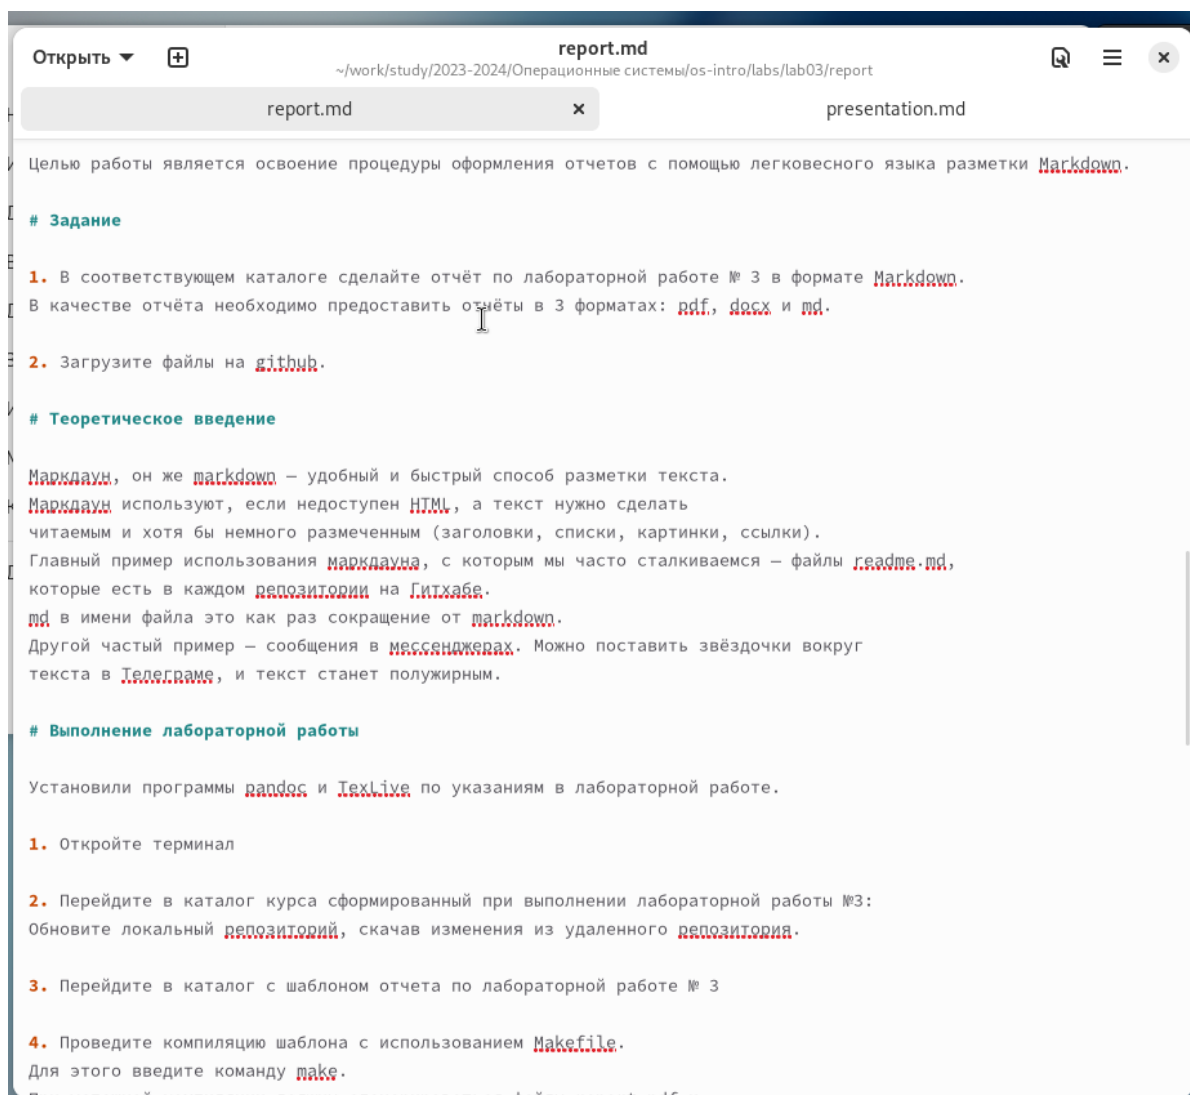 Открыть
report.md
~/work/study/2023-2024/Операционные системы/os-intro/labs/lab03/report
report.md
presentation.md
Целью работы является освоение процедуры оформления отчетов с помощью легковесного языка разметки Markdown.
# Задание
1. В соответствующем каталоге сделайте отчёт по лабораторной работе № 3 в формате Markdown.
В качестве отчёта необходимо предоставить отчёты в 3 форматах: pdf, docx и md.
2. Загрузите файлы на github.
# Теоретическое введение
Маркдаун, он же markdown — удобный и быстрый способ разметки текста.
Маркдаун используют, если недоступен HTML, а текст нужно сделать
читаемым и хотя бы немного размеченным (заголовки, списки, картинки, ссылки).
Главный пример использования маркдауна, с которым мы часто сталкиваемся — файлы readme.md,
которые есть в каждом репозитории на Гитхабе.
md в имени файла это как раз сокращение от markdown.
Другой частый пример — сообщения в мессенджерах. Можно поставить звёздочки вокруг
текста в Телеграме, и текст станет полужирным.
# Выполнение лабораторной работы
Установили программы pandoc и TexLive по указаниям в лабораторной работе.
1. Откройте терминал
2. Перейдите в каталог курса сформированный при выполнении лабораторной работы №3:
Обновите локальный репозиторий, скачав изменения из удаленного репозитория.
3. Перейдите в каталог с шаблоном отчета по лабораторной работе № 3
4. Проведите компиляцию шаблона с использованием Makefile.
Для этого введите команду make.